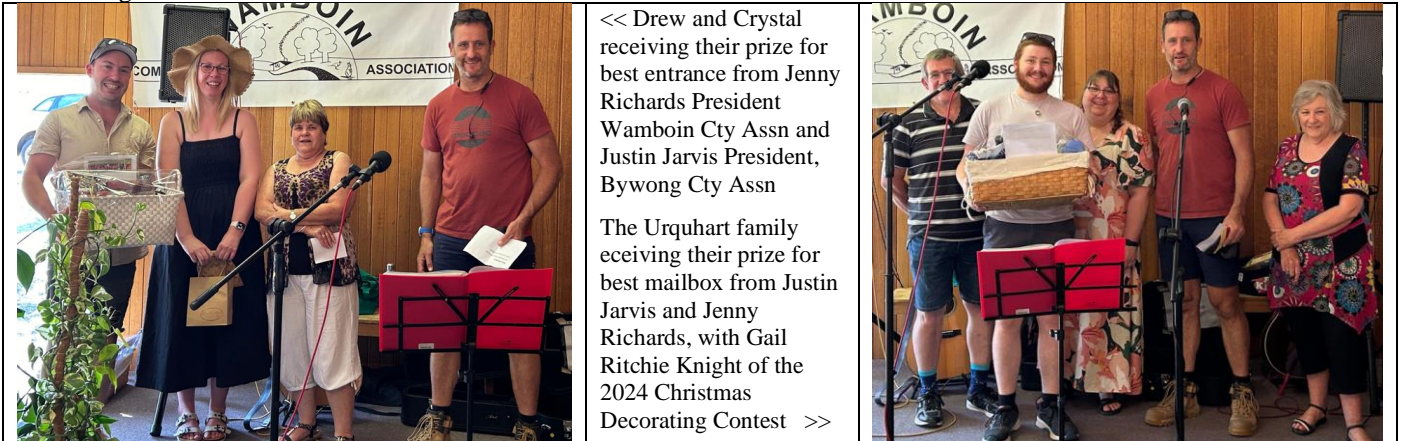 AMBOIN
COM
ASSOCIATION
<< Drew and Crystal
receiving their prize for
best entrance from Jenny
Richards President
Wamboin Cty Assn and
Justin Jarvis President,
Bywong Cty Assn
The Urquhart family
eceiving their prize for
best mailbox from Justin
Jarvis and Jenny
Richards, with Gail
Ritchie Knight of the
2024 Christmas
Decorating Contest >>
AMBOIN